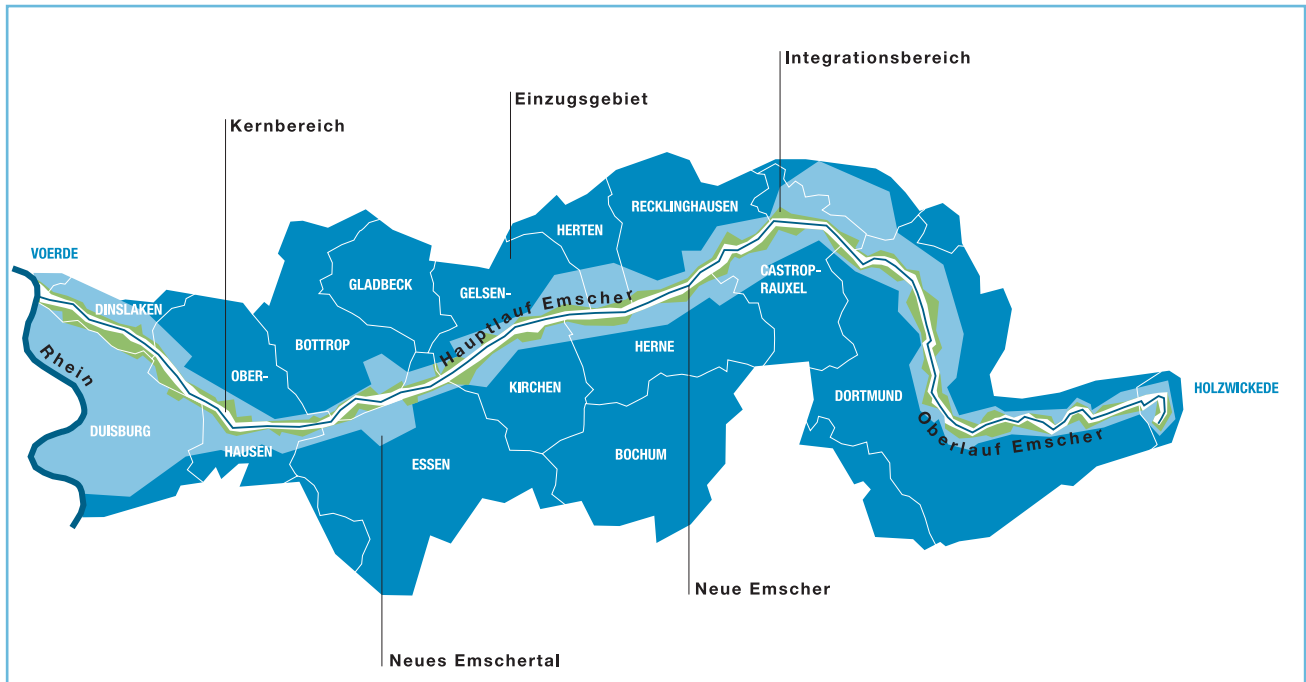 Integrationsbereich
Einzugsgebiet
Kernbereich
RECKLINGHAUSEN
HERTEN
VOERDE
GLADBECK
GELSEN-
CASTROP-
RAUXEL
DINSLAKEN
Hauptlauf Emscher
BOTTROP
HERNE
Rhein
OBER-
KIRCHEN
HOLZWICKEDE
DORTMUND
DUISBURG
Oberlauf Emscher
HAUSEN
BOCHUM
ESSEN
Neue Emscher
Neues Emschertal